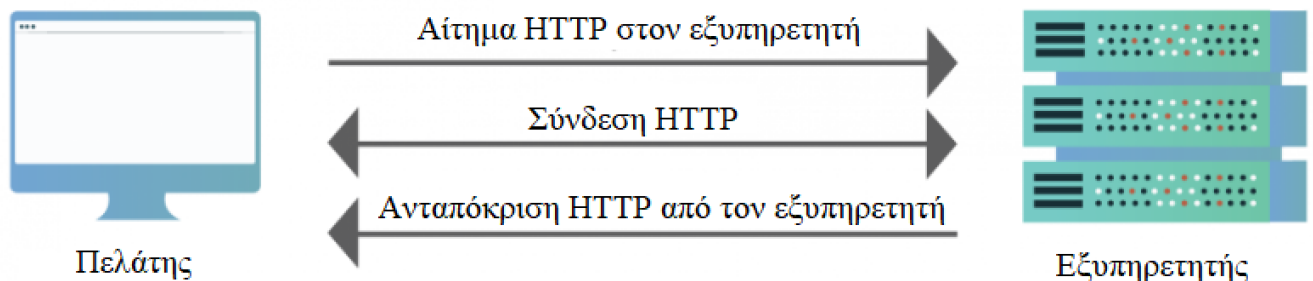 Αίτημα HTTP στον εξυπηρετητή
Σύνδεση HTTP
Ανταπόκριση HTTP από τον εξυπηρετητή
Πελάτης
Εξυπηρετητής